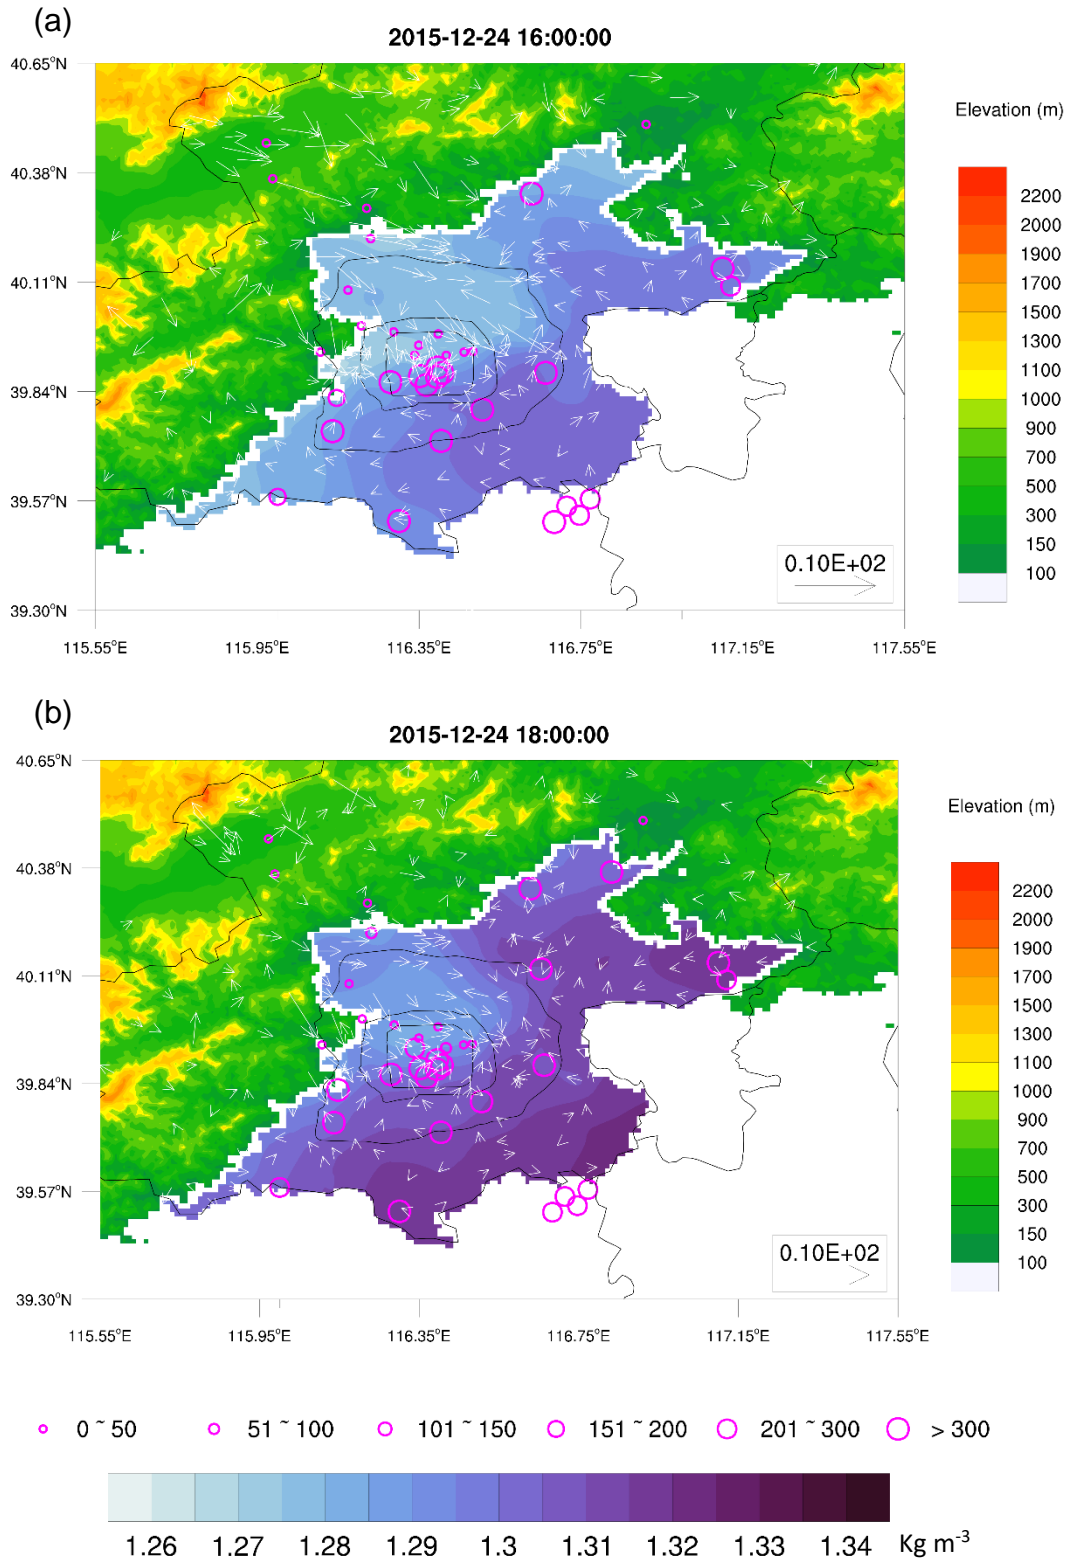 (a)
2015-12-24 16:00:00
40.65°N
40.38°N
40.11°N
39.84°N
39.57°N
39.30°N
115.55°E 115.95°E 116.35°E 116.75°E 117.15°E 117.55°E
0.10E+02
Elevation (m)
2200
2000
1900
1700
1500
1300
1100
1000
900
700
500
300
150
100
(b)
2015-12-24 18:00:00
40.65°N
40.38°N
40.11°N
39.84°N
39.57°N
39.30°N
115.55°E 115.95°E 116.35°E 116.75°E 117.15°E 117.55°E
0.10E+02
Elevation (m)
2200
2000
1900
1700
1500
1300
1100
1000
900
700
500
300
150
100
0 ~ 50 51 ~ 100 101 ~ 150 151 ~ 200 201 ~ 300 > 300
1.26 1.27 1.28 1.29 1.3 1.31 1.32 1.33 1.34 Kg m⁻³